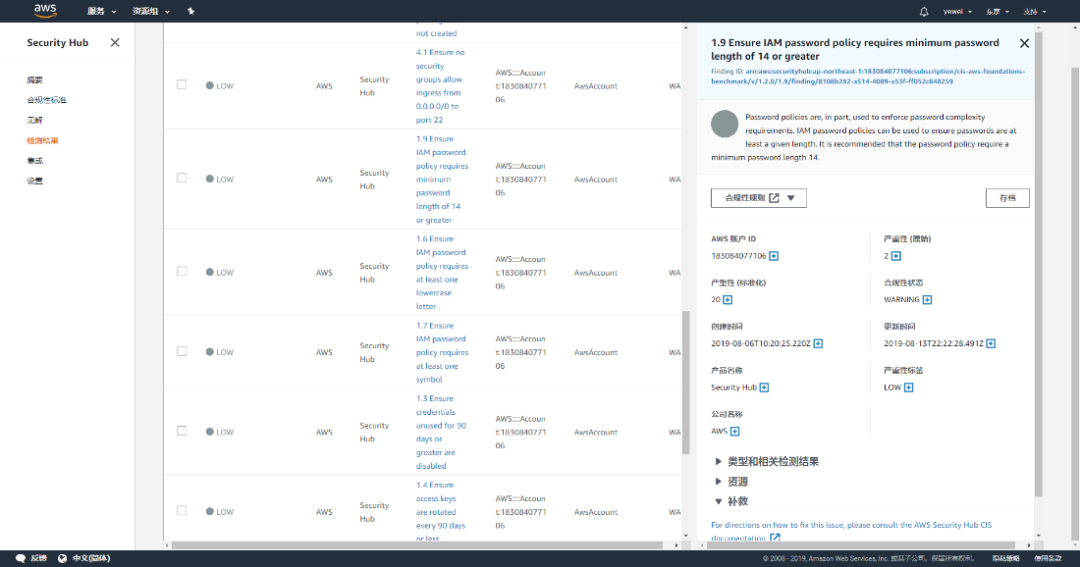 aws
服务
资源组
yewei
东京
支持
Security Hub
摘要
合规性标准
见解
检测结果
集成
设置
not created
LOW
AWS
Security
Hub
4.1 Ensure no
security
groups allow
ingress from
0.0.0.0/0 to
port 22
AWS::::Accoun
t:1830840771
06
AwsAccount
WA
LOW
AWS
Security
Hub
1.9 Ensure
IAM password
policy requires
minimum
password
length of 14
or greater
AWS::::Accoun
t:1830840771
06
AwsAccount
WA
LOW
AWS
Security
Hub
1.6 Ensure
IAM password
policy requires
at least one
lowercase
letter
AWS::::Accoun
t:1830840771
06
AwsAccount
WA
LOW
AWS
Security
Hub
1.7 Ensure
IAM password
policy requires
at least one
symbol
AWS::::Accoun
t:1830840771
06
AwsAccount
WA
LOW
AWS
Security
Hub
1.3 Ensure
credentials
unused for 90
days or
greater are
disabled
AWS::::Accoun
t:1830840771
06
AwsAccount
WA
LOW
AWS
Security
Hub
1.4 Ensure
access keys
are rotated
every 90 days
or less
AWS::::Accoun
t:1830840771
06
AwsAccount
WA
1.9 Ensure IAM password policy requires minimum password
length of 14 or greater
Finding ID: arn:aws:securityhub:ap-northeast-1:183084077106:subscription/cis-aws-foundations-
benchmark/v/1.2.0/1.9/finding/8108b282-a514-4089-a53f-ff052c848259
Password policies are, in part, used to enforce password complexity
requirements. IAM password policies can be used to ensure passwords are at
least a given length. It is recommended that the password policy require a
minimum password length 14.
合规性规则
存档
AWS 账户 ID
183084077106
严重性 (原始)
2
严重性 (标准化)
20
合规性状态
WARNING
创建时间
2019-08-06T10:20:25.220Z
更新时间
2019-08-13T22:22:28.491Z
产品名称
Security Hub
严重性标签
LOW
公司名称
AWS
类型和相关检测结果
资源
补救
For directions on how to fix this issue, please consult the AWS Security Hub CIS
documentation
反馈
中文(简体)
© 2008 - 2019, Amazon Web Services, Inc. 或其子公司。保留所有权利。
隐私策略
使用条款